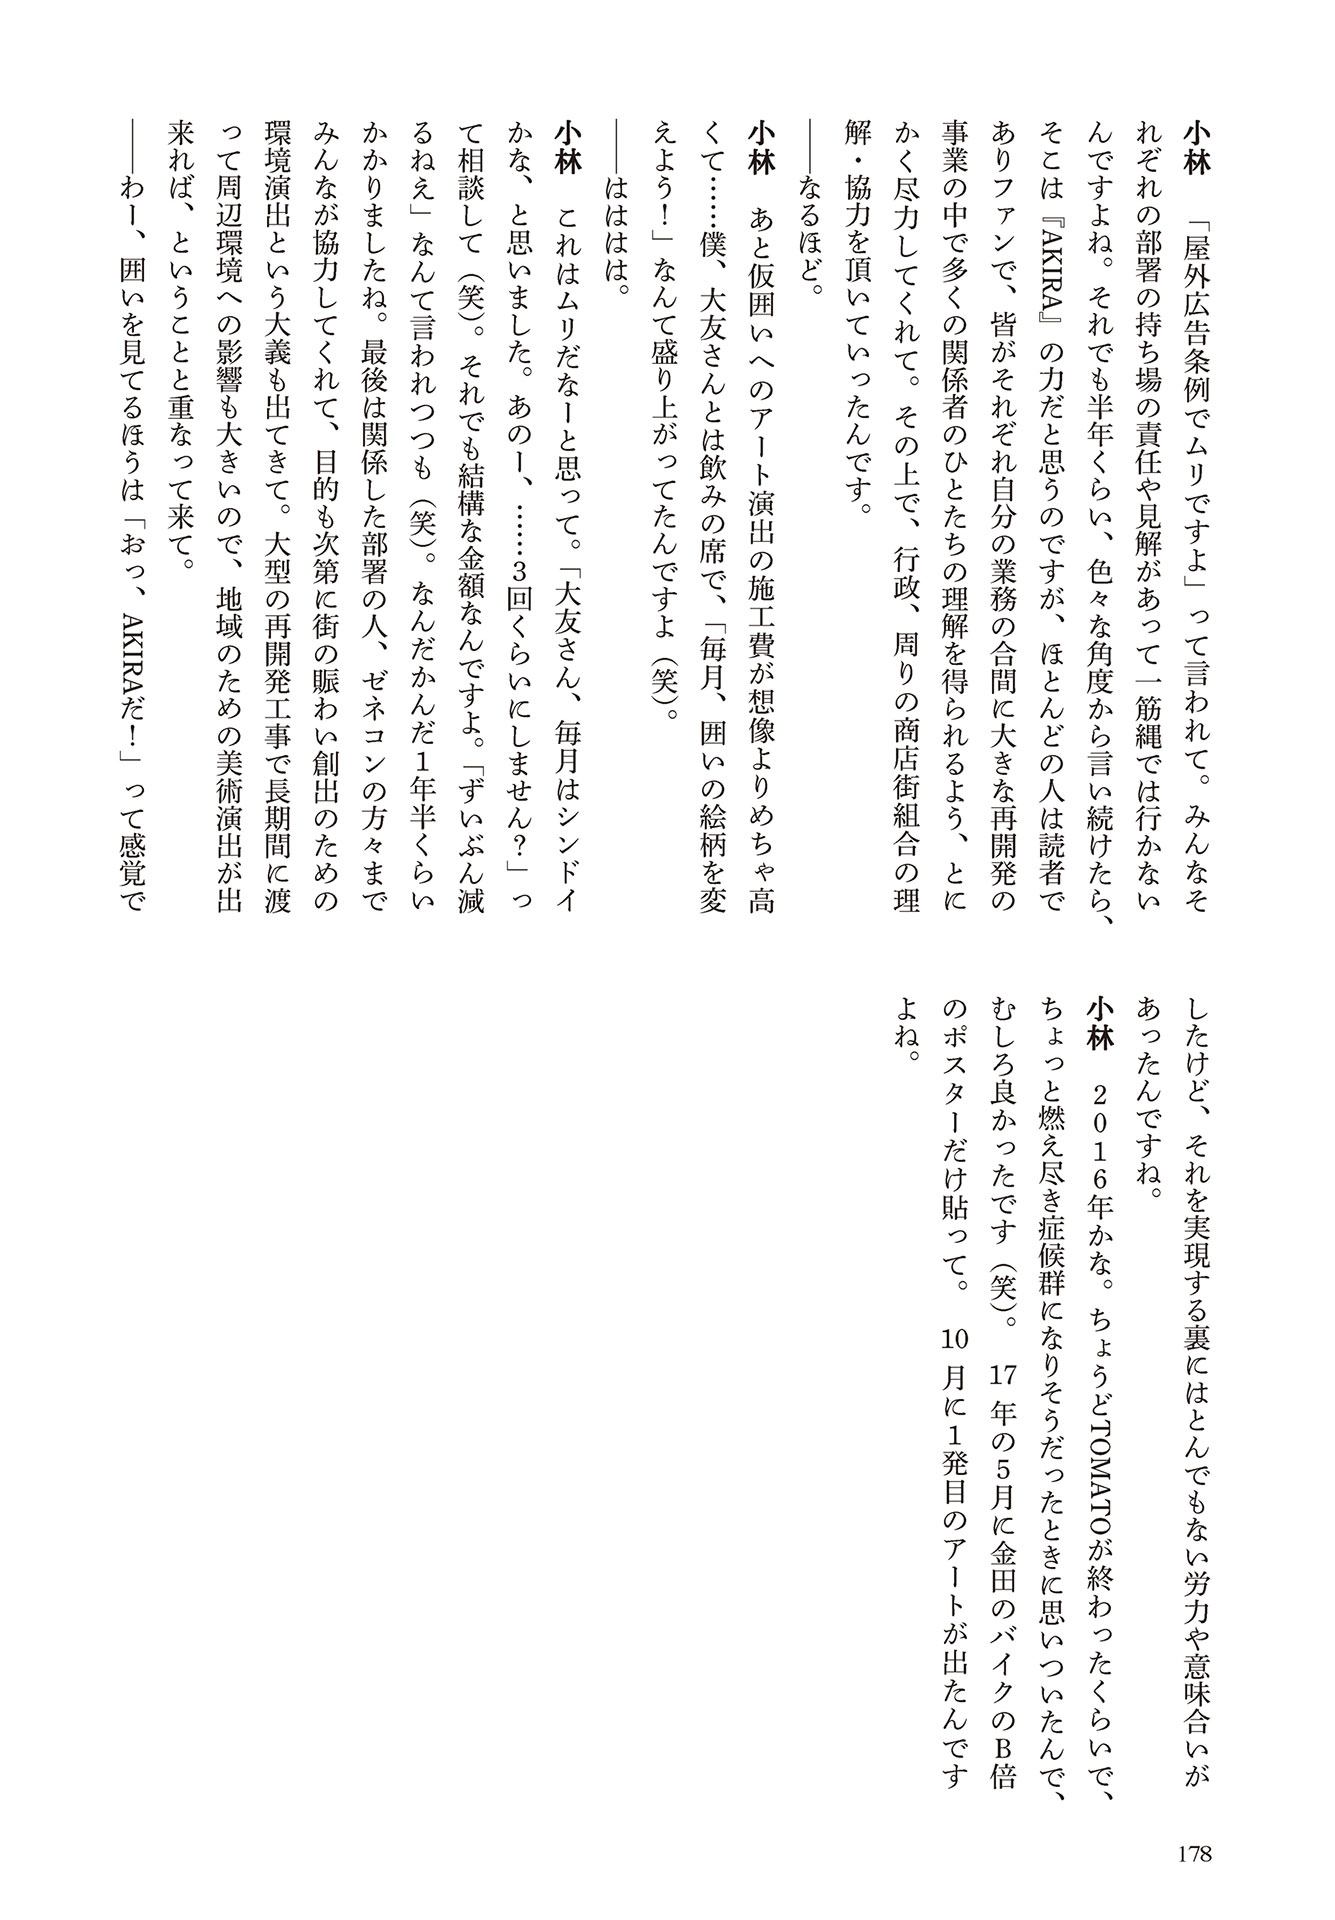 小林　「屋外広告条例でムリですよ」って言われて。みんなそ
れぞれの部署の持ち場の責任や見解があって一筋縄では行かない
んですよね。それでも半年くらい、色々な角度から言い続けたら、
そこは『AKIRA』の力だと思うのですが、ほとんどの人は読者で
ありファンで、皆がそれぞれ自分の業務の合間に大きな再開発の
事業の中で多くの関係者のひとたちの理解を得られるよう、とに
かく尽力してくれて。その上で、行政、周りの商店街組合の理
解・協力を頂いていったんです。
――なるほど。
小林　あと仮囲いへのアート演出の施工費が想像よりめちゃ高
くて……僕、大友さんとは飲みの席で、「毎月、囲いの絵柄を変
えよう！」なんて盛り上がってたんですよ（笑）。
――はははは。
小林　これはムリだなーと思って。「大友さん、毎月はシンドイ
かな、と思いました。あのー、……3回くらいにしません？」っ
て相談して（笑）。それでも結構な金額なんですよ。「ずいぶん減
るねえ」なんて言われつつも（笑）。なんだかんだ1年半くらい
かかりましたね。最後は関係した部署の人、ゼネコンの方々まで
みんなが協力してくれて、目的も次第に街の賑わい創出のための
環境演出という大義も出てきて。大型の再開発工事で長期間に渡
って周辺環境への影響も大きいので、地域のための美術演出が出
来れば、ということと重なって来て。
――わー、囲いを見てるほうは「おっ、AKIRAだ！」って感覚で
したけど、それを実現する裏にはとんでもない労力や意味合いが
あったんですね。
小林　2016年かな。ちょうどTOMATOが終わったくらいで、
ちょっと燃え尽き症候群になりそうだったときに思いついたんで、
むしろ良かったです（笑）。17年の5月に金田のバイクのB倍
のポスターだけ貼って。10月に1発目のアートが出たんです
よね。
178